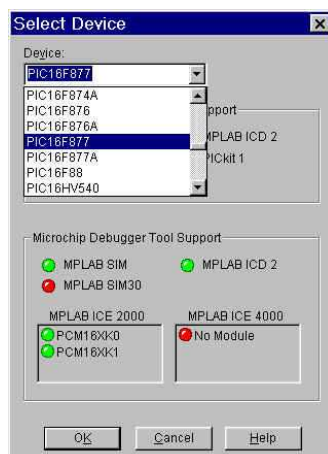 Select Device
Device:
PIC16F877
PIC16F874A
PIC16F876
PIC16F876A
PIC16F877
PIC16F877A
PIC16F88
PIC16HV540
pport
MPLAB ICD 2
PICkit 1
Microchip Debugger Tool Support
MPLAB SIM
MPLAB ICD 2
MPLAB SIM30
MPLAB ICE 2000
MPLAB ICE 4000
PCM16XK0
No Module
PCM16XK1
OK
Cancel
Help